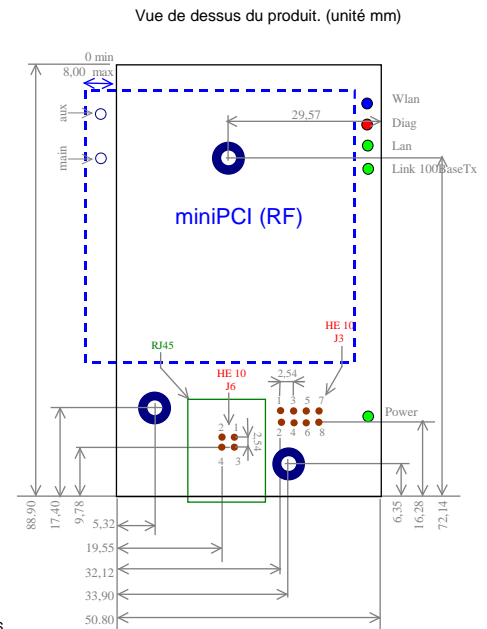 Vue de dessus du produit. (unité mm)
0 min
8,00 max
aux
main
29,57
Wlan
Diag
Lan
Link 100BaseTx
miniPCI (RF)
RJ45
HE 10
J3
HE 10
J6
2,54
1 3 5 7
2 4 6 8
2 1
4 3
2,54
Power
88.90
17,40
9,78
6,35
16,28
72,14
5,32
19,55
32,12
33,90
50.80
s